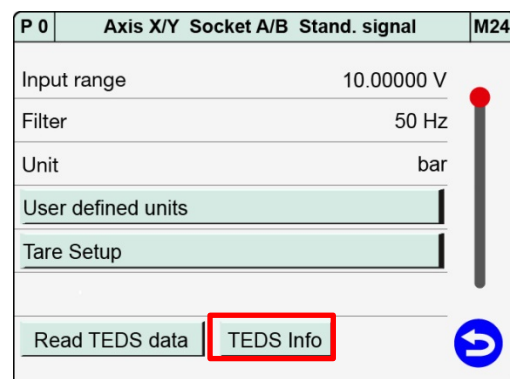 P 0 Axis X/Y Socket A/B Stand. signal M24
Input range 10.00000 V
Filter 50 Hz
Unit bar
User defined units
Tare Setup
Read TEDS data TEDS Info